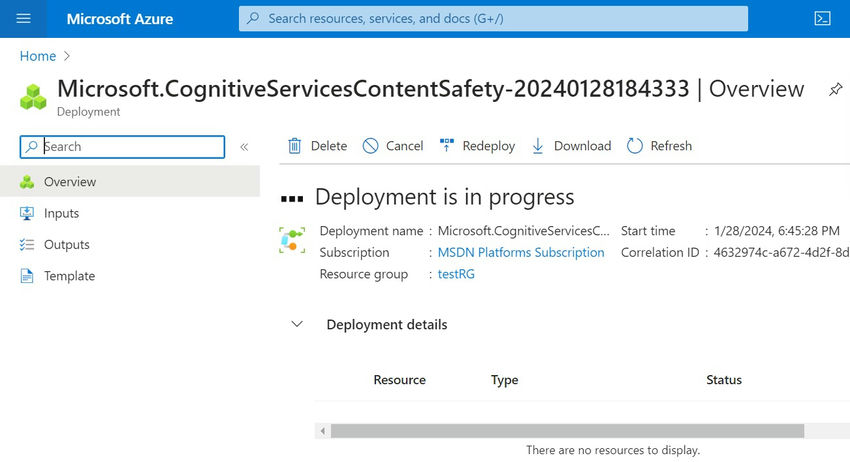 Microsoft Azure
Search resources, services, and docs (G+/)
Home
Microsoft.CognitiveServicesContentSafety-20240128184333 | Overview
Deployment
Search
Overview
Inputs
Outputs
Template
Delete
Cancel
Redeploy
Download
Refresh
Deployment is in progress
Deployment name : Microsoft.CognitiveServicesC...
Subscription : MSDN Platforms Subscription
Resource group : testRG
Start time : 1/28/2024, 6:45:28 PM
Correlation ID : 4632974c-a672-4d2f-8d
Deployment details
Resource Type Status
There are no resources to display.